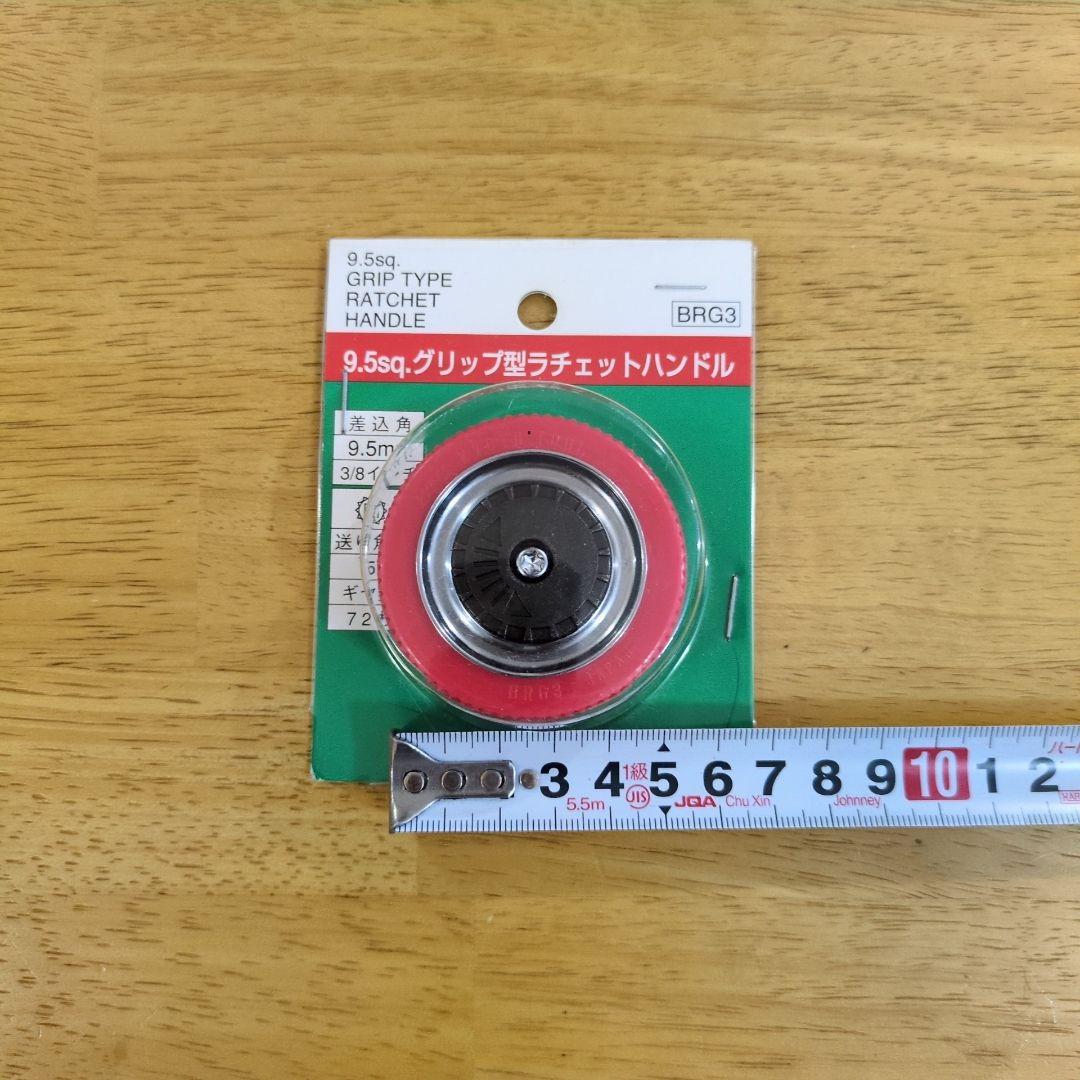 9.5sq.
GRIP TYPE
RATCHET
HANDLE
BRG3
9.5sq.グリップ型ラチェットハンドル
差込角
9.5m
3/8イ
送り
ギ
72
BRG3
JAPAN
3 4 1級 5 6 7 8 9 10 1 2
5.5m JIS JQA Chu Xin Johnney